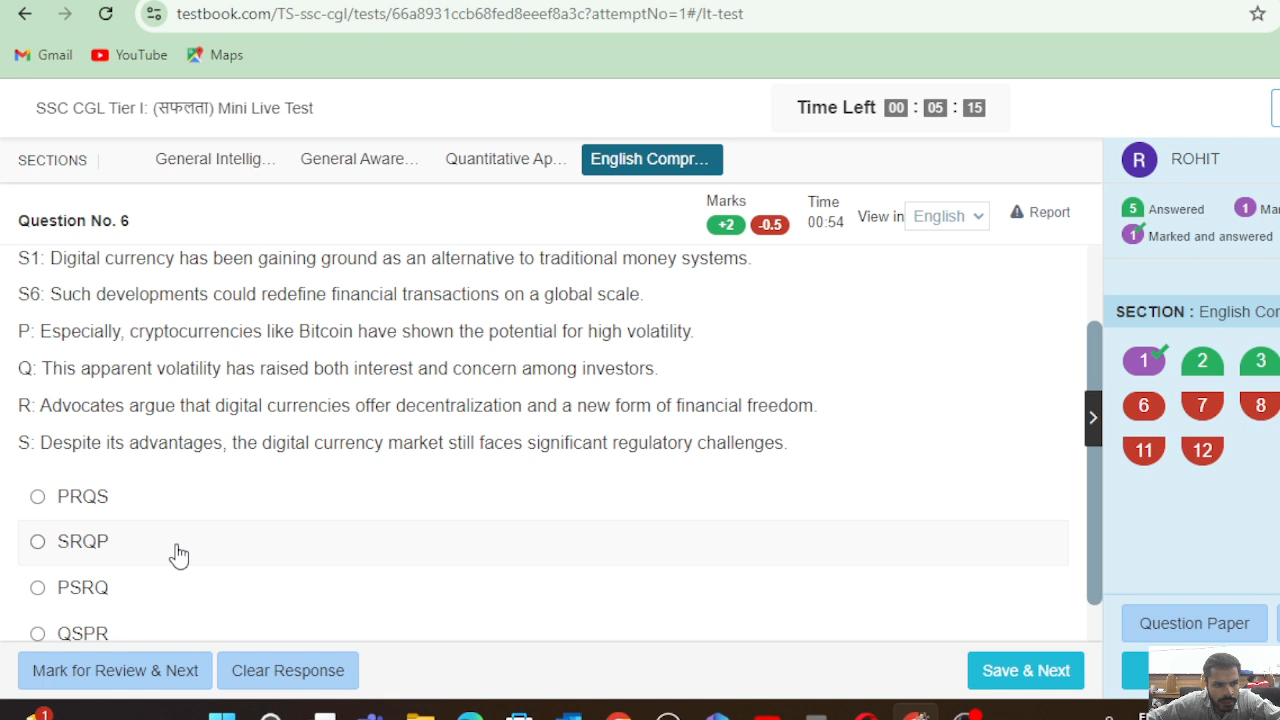 testbook.com/TS-ssc-cgl/tests/66a8931ccb68fed8eeef8a3c?attemptNo=1#/lt-test
Gmail YouTube Maps
SSC CGL Tier I: (सफलता) Mini Live Test
Time Left 00 : 05 : 15
SECTIONS General Intellig... General Aware... Quantitative Ap... English Compr...
R ROHIT
Question No. 6
Marks
+2 -0.5
Time
00:54
View in English
Report
5 Answered 1 Mar
1 Marked and answered
S1: Digital currency has been gaining ground as an alternative to traditional money systems.
S6: Such developments could redefine financial transactions on a global scale.
P: Especially, cryptocurrencies like Bitcoin have shown the potential for high volatility.
Q: This apparent volatility has raised both interest and concern among investors.
R: Advocates argue that digital currencies offer decentralization and a new form of financial freedom.
S: Despite its advantages, the digital currency market still faces significant regulatory challenges.
PRQS
SRQP
PSRQ
QSPR
SECTION : English Con
1 2 3
6 7 8
11 12
Mark for Review & Next Clear Response Save & Next
Question Paper
1